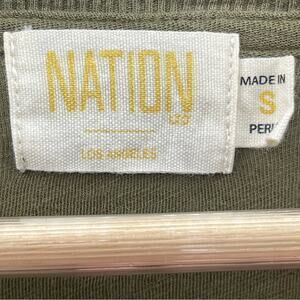 NATION
LTD
LOS ANGELES
MADE IN
S
PERU